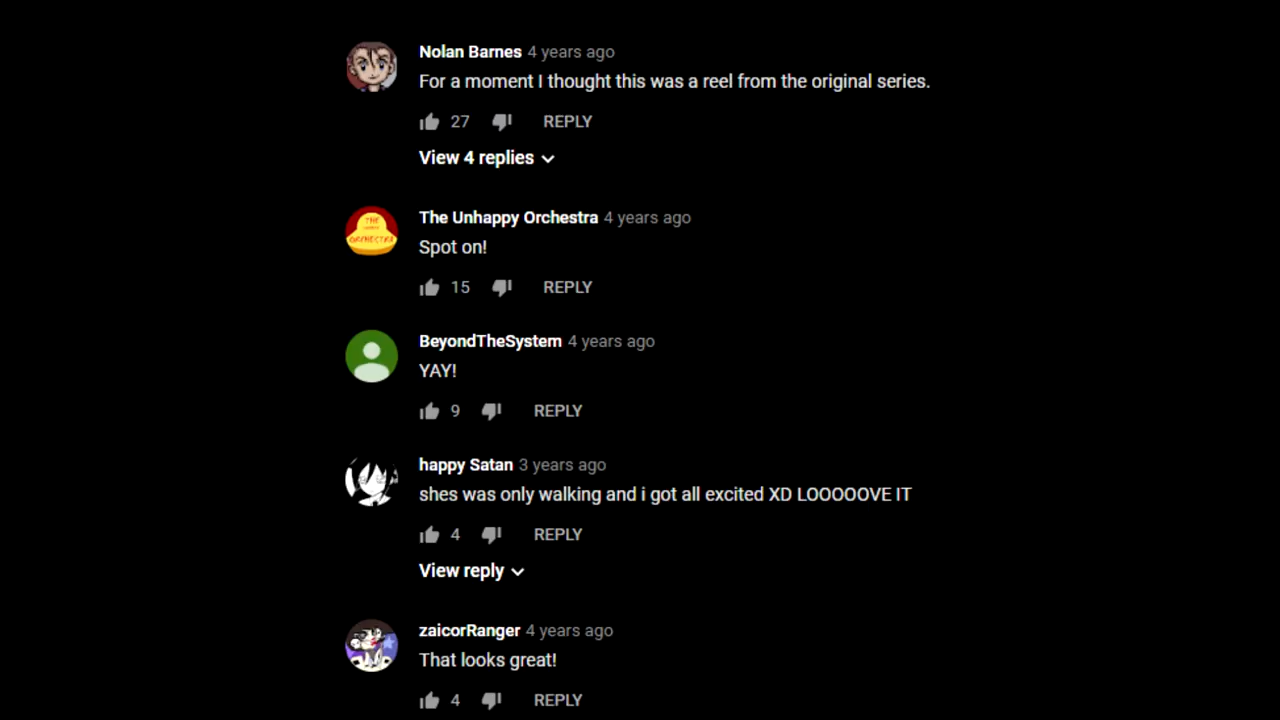 Nolan Barnes 4 years ago
For a moment I thought this was a reel from the original series.
27 REPLY
View 4 replies
The Unhappy Orchestra 4 years ago
THE
ORCHESTRA
Spot on!
15 REPLY
BeyondTheSystem 4 years ago
YAY!
9 REPLY
happy Satan 3 years ago
shes was only walking and i got all excited XD LOOOOOVE IT
4 REPLY
View reply
zaicorRanger 4 years ago
That looks great!
4 REPLY